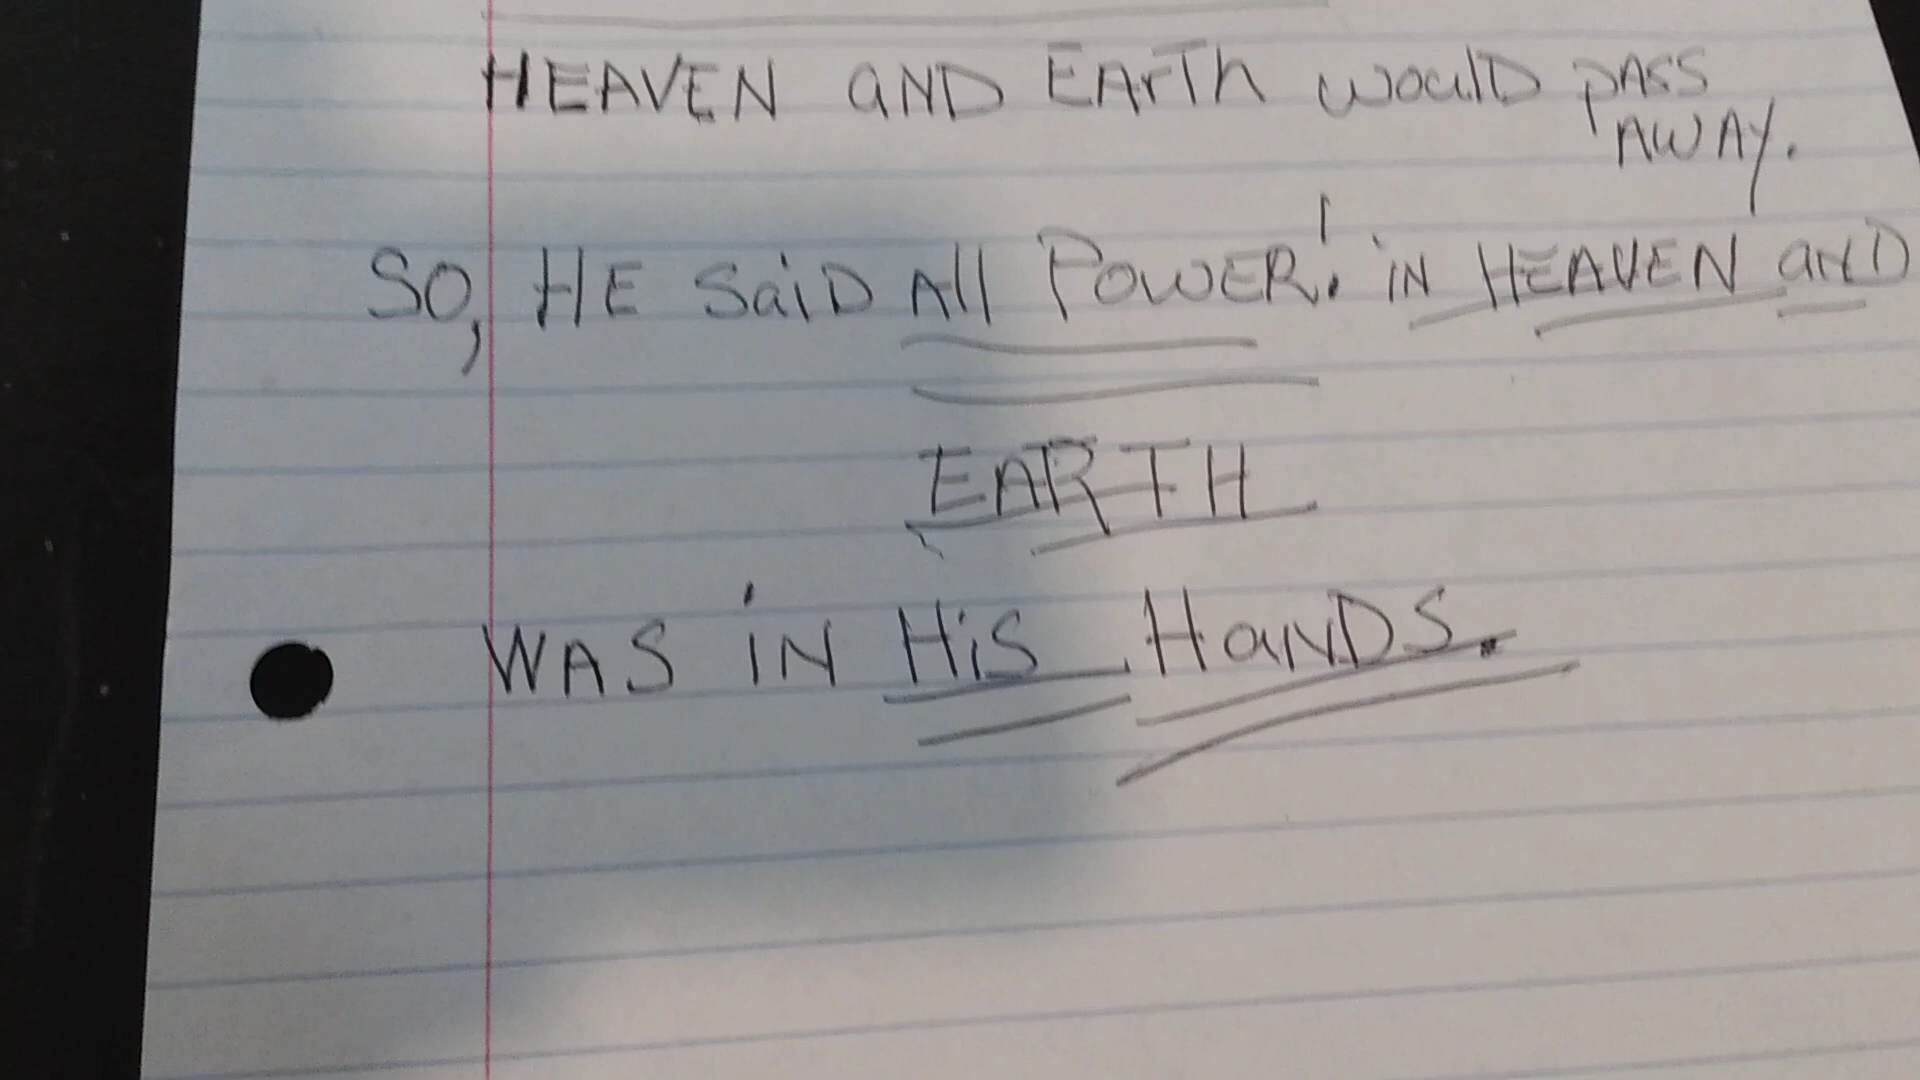 HEAVEN aND EArTh would pASS
AWAY.
SO, HE SaiD All POWER! iN HEAVEN aND
EARTH
WAS iN HiS HanDS.